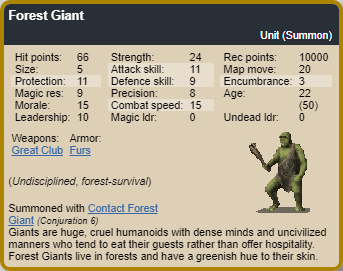 Forest Giant
Unit (Summon)
Hit points: 66 Strength: 24 Rec points: 10000
Size: 5 Attack skill: 11 Map move: 20
Protection: 11 Defence skill: 9 Encumbrance: 3
Magic res: 9 Precision: 8 Age: 22
Morale: 15 Combat speed: 15 (50)
Leadership: 10 Magic ldr: 0 Undead ldr: 0
Weapons: Armor:
Great Club Furs
(Undisciplined, forest-survival)
Summoned with Contact Forest
Giant (Conjuration 6)
Giants are huge, cruel humanoids with dense minds and uncivilized
manners who tend to eat their guests rather than offer hospitality.
Forest Giants live in forests and have a greenish hue to their skin.